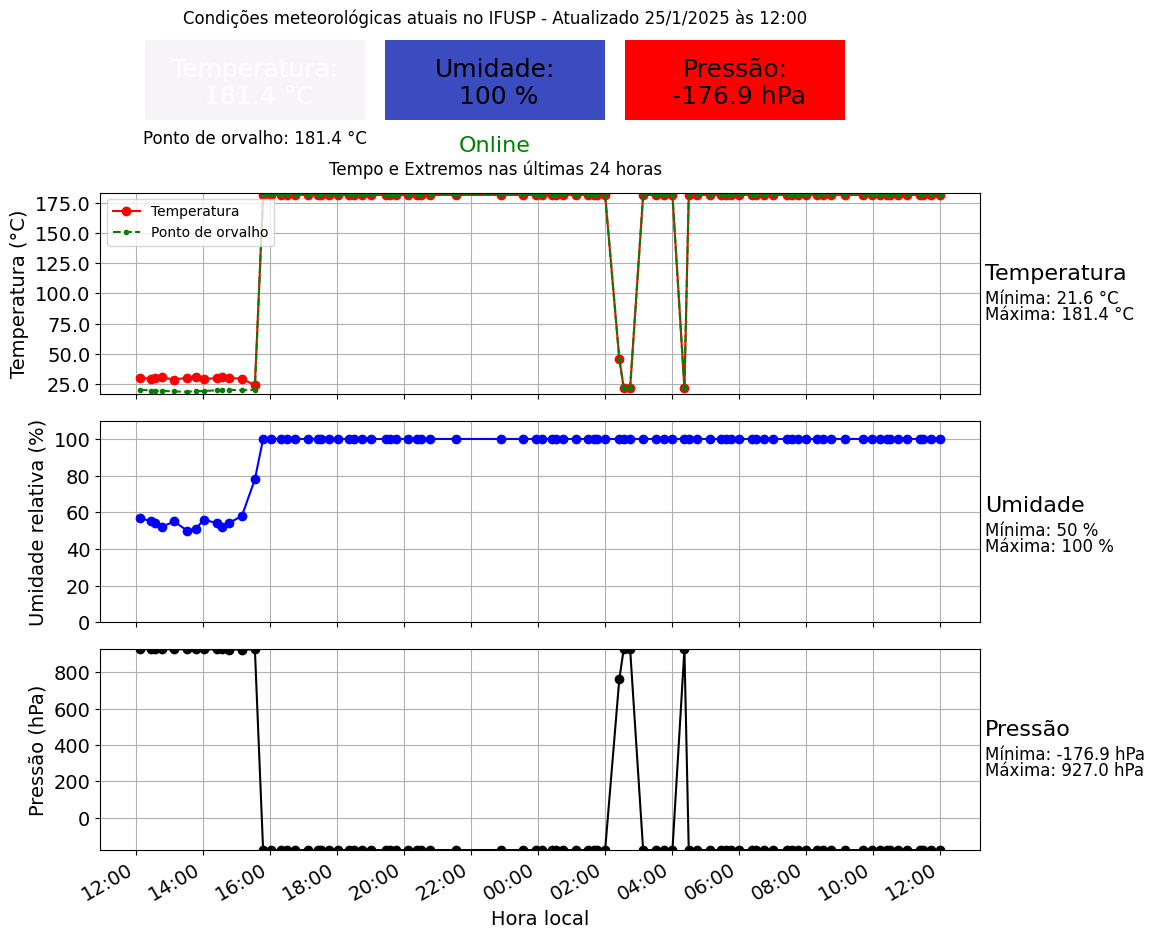 Condições meteorológicas atuais no IFUSP - Atualizado 25/1/2025 às 12:00
Temperatura:
181.4 °C
Umidade:
100 %
Pressão:
-176.9 hPa
Ponto de orvalho: 181.4 °C
Online
Tempo e Extremos nas últimas 24 horas
Temperatura (°C)
175.0
150.0
125.0
100.0
75.0
50.0
25.0
Temperatura
Ponto de orvalho
Temperatura
Mínima: 21.6 °C
Máxima: 181.4 °C
Umidade relativa (%)
100
80
60
40
20
0
Umidade
Mínima: 50 %
Máxima: 100 %
Pressão (hPa)
800
600
400
200
0
Pressão
Mínima: -176.9 hPa
Máxima: 927.0 hPa
12:00
14:00
16:00
18:00
20:00
22:00
00:00
02:00
04:00
06:00
08:00
10:00
12:00
Hora local